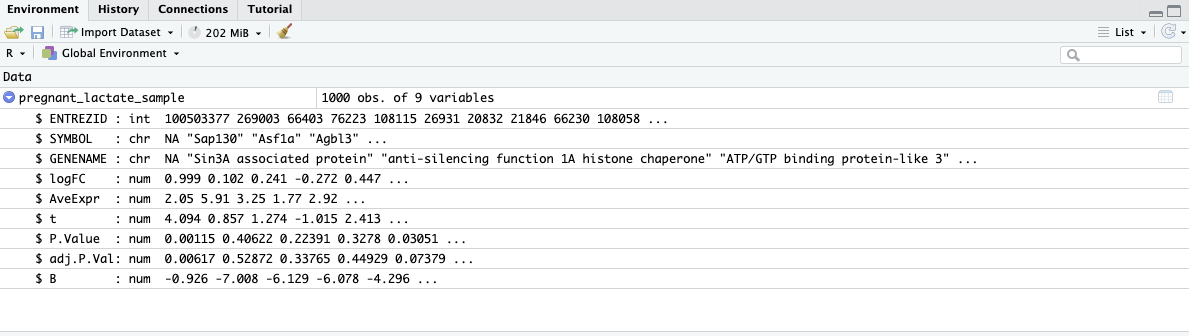 Environment History Connections Tutorial
Import Dataset 202 MiB List
R Global Environment
Data
pregnant_lactate_sample 1000 obs. of 9 variables
$ ENTREZID : int 100503377 269003 66403 76223 108115 26931 20832 21846 66230 108058 ...
$ SYMBOL : chr NA "Sap130" "Asf1a" "Agbl3" ...
$ GENENAME : chr NA "Sin3A associated protein" "anti-silencing function 1A histone chaperone" "ATP/GTP binding protein-like 3" ...
$ logFC : num 0.999 0.102 0.241 -0.272 0.447 ...
$ AveExpr : num 2.05 5.91 3.25 1.77 2.92 ...
$ t : num 4.094 0.857 1.274 -1.015 2.413 ...
$ P.Value : num 0.00115 0.40622 0.22391 0.3278 0.03051 ...
$ adj.P.Val: num 0.00617 0.52872 0.33765 0.44929 0.07379 ...
$ B : num -0.926 -7.008 -6.129 -6.078 -4.296 ...